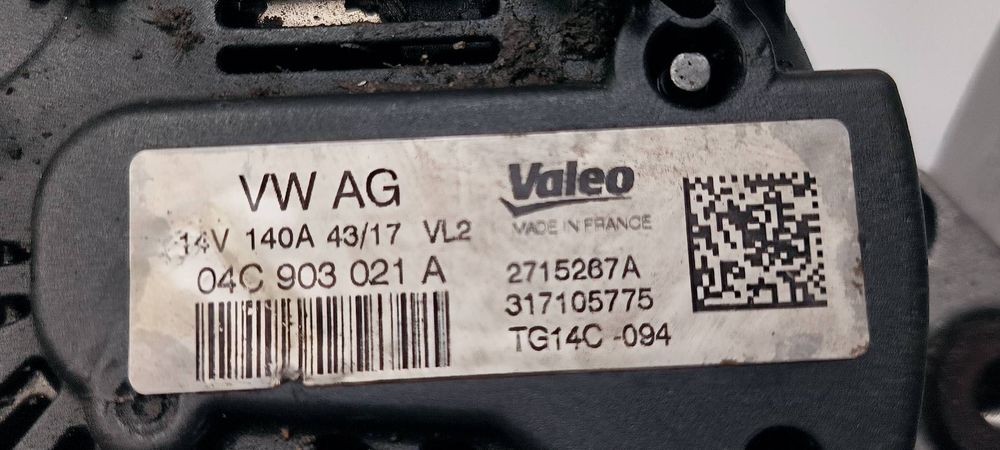 VW AG
14V 140A 43/17 VL2
04C 903 021 A
Valeo
MADE IN FRANCE
2715267A
317105775
TG14C -094